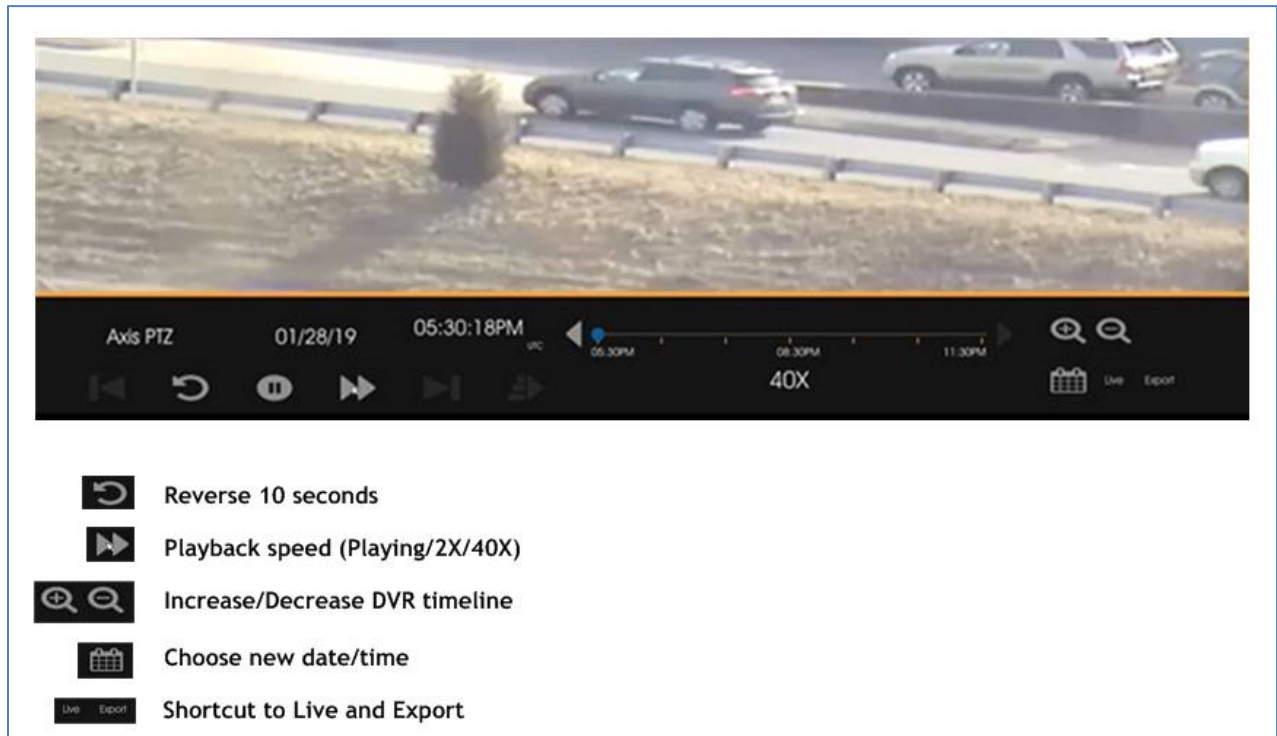 Axis PTZ 01/28/19 05:30:18PM UTC
05:30PM 08:30PM 11:30PM
40X
Live Export
Reverse 10 seconds
Playback speed (Playing/2X/40X)
Increase/Decrease DVR timeline
Choose new date/time
Live Export Shortcut to Live and Export